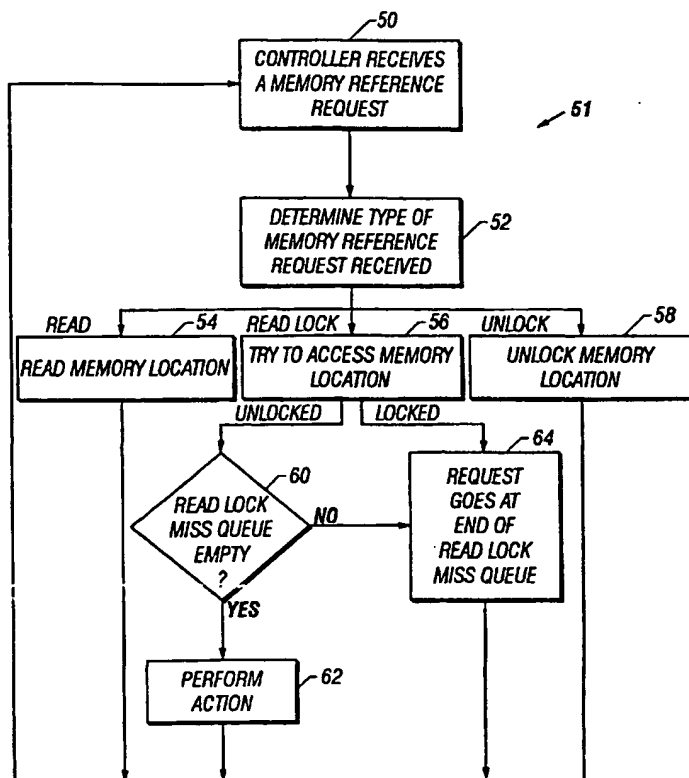 50
CONTROLLER RECEIVES
A MEMORY REFERENCE
REQUEST
51
DETERMINE TYPE OF
MEMORY REFERENCE
REQUEST RECEIVED
52
READ
54
READ LOCK
56
UNLOCK
58
READ MEMORY LOCATION
TRY TO ACCESS MEMORY
LOCATION
UNLOCK MEMORY
LOCATION
UNLOCKED
LOCKED
60
64
READ LOCK
MISS QUEUE
EMPTY
?
NO
YES
REQUEST
GOES AT
END OF
READ LOCK
MISS QUEUE
PERFORM
ACTION
62